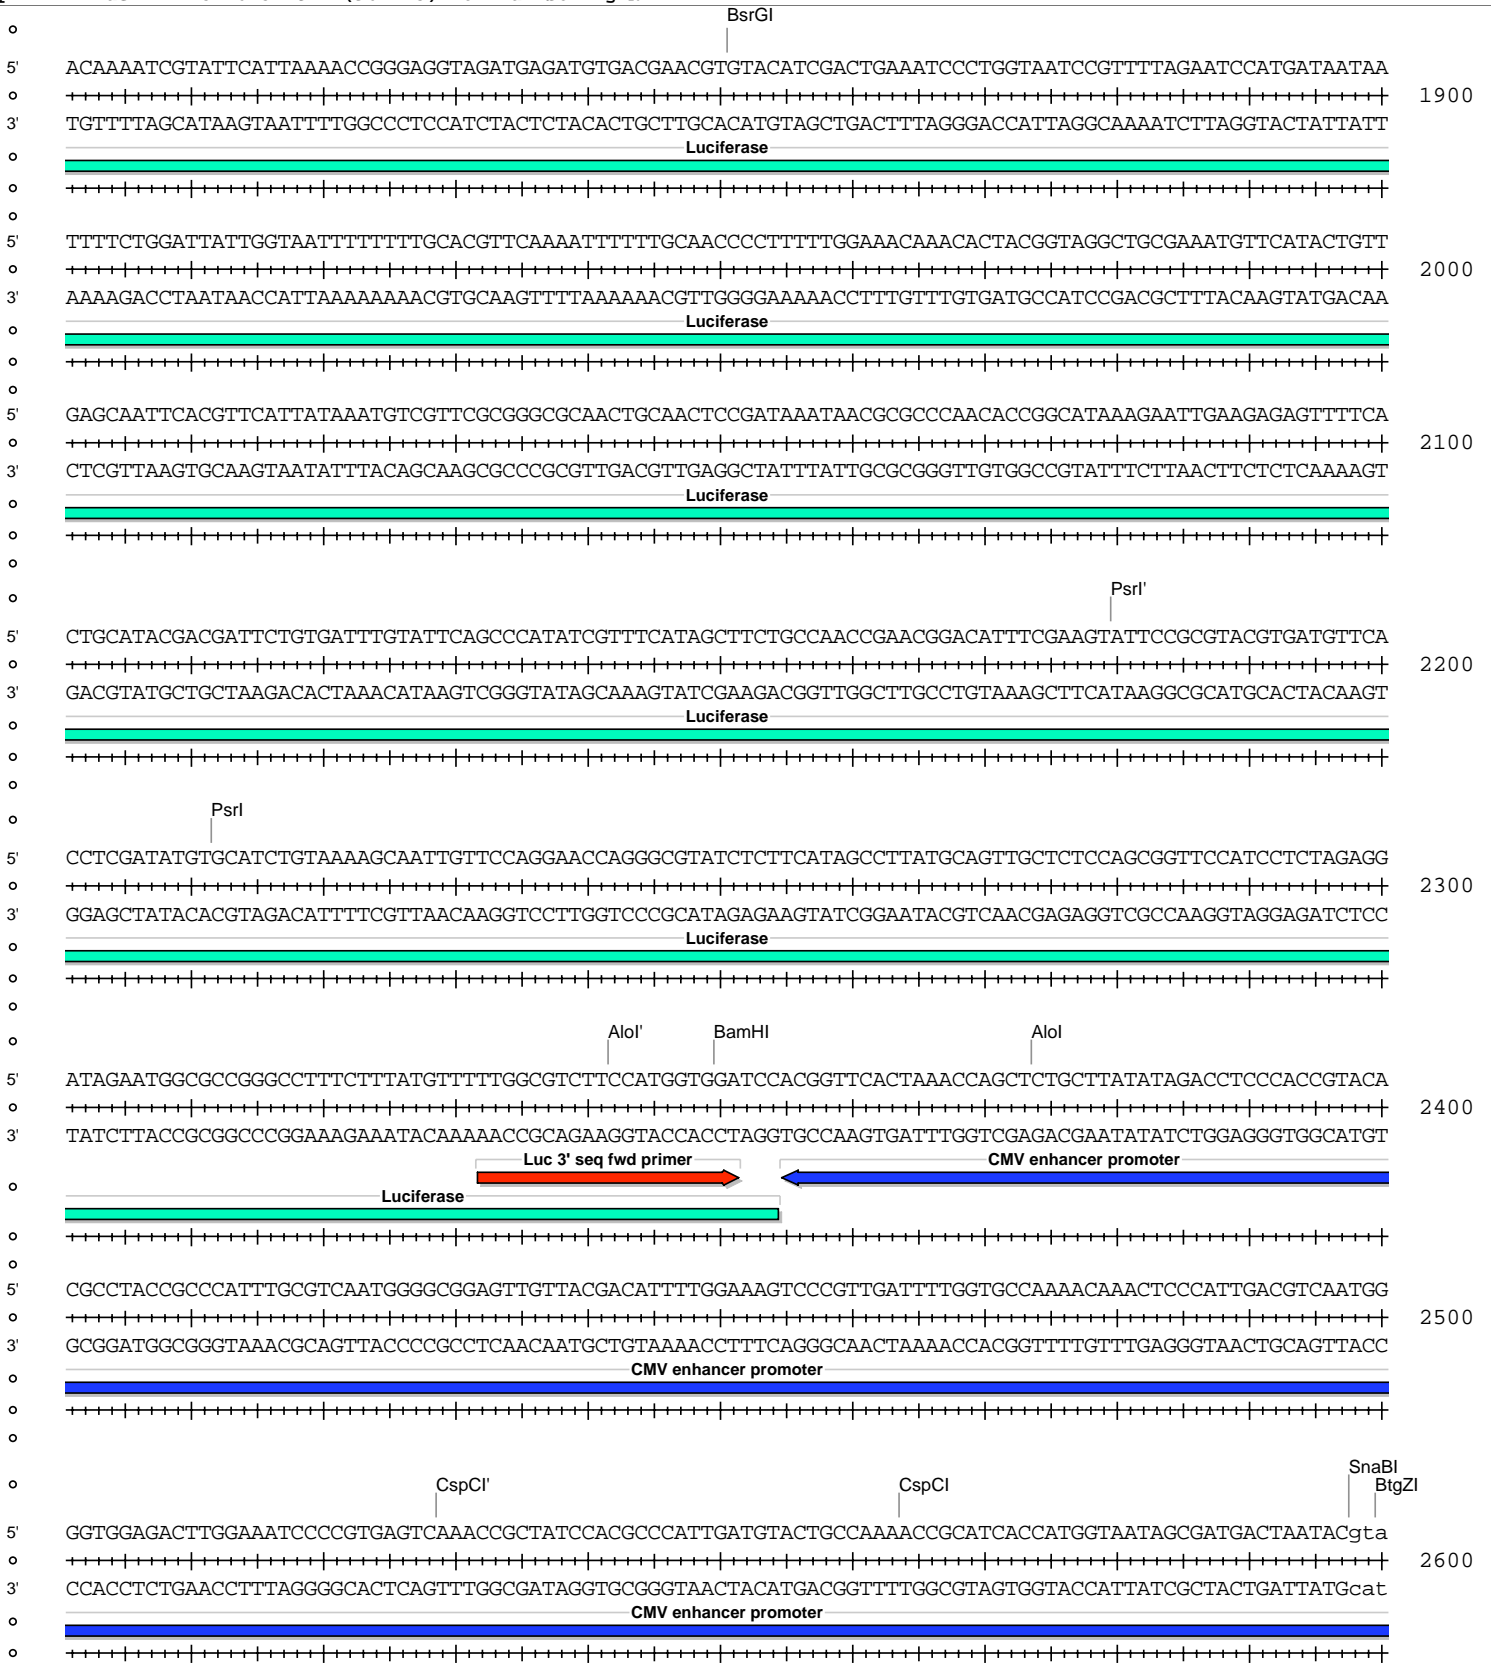 BsrGI
5' ACAAAATCGTATTCATTAAAACCGGGAGGTAGATGAGATGTGACGAACGTGTACATCGACTGAAATCCCTGGTAATCCGTTTTAGAATCCATGATAATAA
1900
3' TGTTTTAGCATAAGTAATTTTGGCCCTCCATCTACTCTACACTGCTTGCACATGTAGCTGACTTTAGGGACCATTAGGCAAAATCTTAGGTACTATTATT
Luciferase
5' TTTTCTGGATTATTGGTAATTTTTTTTGCACGTTCAAAATTTTTTGCAACCCCTTTTTGGAAACAAACACTACGGTAGGCTGCGAAATGTTCATACTGTT
2000
3' AAAAGACCTAATAACCATTAAAAAAAACGTGCAAGTTTTAAAAAACGTTGGGGAAAAACCTTTGTTTGTGATGCCATCCGACGCTTTACAAGTATGACAA
Luciferase
5' GAGCAATTCACGTTCATTATAAATGTCGTTCGCGGGCGCAACTGCAACTCCGATAAATAACGCGCCCAACACCGGCATAAAGAATTGAAGAGAGTTTTCA
2100
3' CTCGTTAAGTGCAAGTAATATTTACAGCAAGCGCCCGCGTTGACGTTGAGGCTATTTATTGCGCGGGTTGTGGCCGTATTTCTTAACTTCTCTCAAAAGT
Luciferase
PsrI'
5' CTGCATACGACGATTCTGTGATTTGTATTCAGCCCATATCGTTTCATAGCTTCTGCCAACCGAACGGACATTTCGAAGTATTCCGCGTACGTGATGTTCA
2200
3' GACGTATGCTGCTAAGACACTAAACATAAGTCGGGTATAGCAAAGTATCGAAGACGGTTGGCTTGCCTGTAAAGCTTCATAAGGCGCATGCACTACAAGT
Luciferase
PsrI
5' CCTCGATATGTGCATCTGTAAAAGCAATTGTTCCAGGAACCAGGGCGTATCTCTTCATAGCCTTATGCAGTTGCTCTCCAGCGGTTCCATCCTCTAGAGG
2300
3' GGAGCTATACACGTAGACATTTTCGTTAACAAGGTCCTTGGTCCCGCATAGAGAAGTATCGGAATACGTCAACGAGAGGTCGCCAAGGTAGGAGATCTCC
Luciferase
AloI' BamHI AloI
5' ATAGAATGGCGCCGGGCCTTTCTTTATGTTTTTGGCGTCTTCCATGGTGGATCCACGGTTCACTAAACCAGCTCTGCTTATATAGACCTCCCACCGTACA
2400
3' TATCTTACCGCGGCCCGGAAAGAAATACAAAAACCGCAGAAGGTACCACCTAGGTGCCAAGTGATTTGGTCGAGACGAATATATCTGGAGGGTGGCATGT
Luc 3' seq fwd primer CMV enhancer promoter
Luciferase
5' CGCCTACCGCCCATTTGCGTCAATGGGGCGGAGTTGTTACGACATTTTGGAAAGTCCCGTTGATTTTGGTGCCAAAACAAACTCCCATTGACGTCAATGG
2500
3' GCGGATGGCGGGTAAACGCAGTTACCCCGCCTCAACAATGCTGTAAAACCTTTCAGGGCAACTAAAACCACGGTTTTGTTTGAGGGTAACTGCAGTTACC
CMV enhancer promoter
SnaBI
CspCI' CspCI BtgZI
5' GGTGGAGACTTGGAAATCCCCGTGAGTCAAACCGCTATCCACGCCCATTGATGTACTGCCAAAACCGCATCACCATGGTAATAGCGATGACTAATACgta
2600
3' CCACCTCTGAACCTTTAGGGGCACTCAGTTTGGCGATAGGTGCGGGTAACTACATGACGGTTTTGGCGTAGTGGTACCATTATCGCTACTGATTATGcat
CMV enhancer promoter